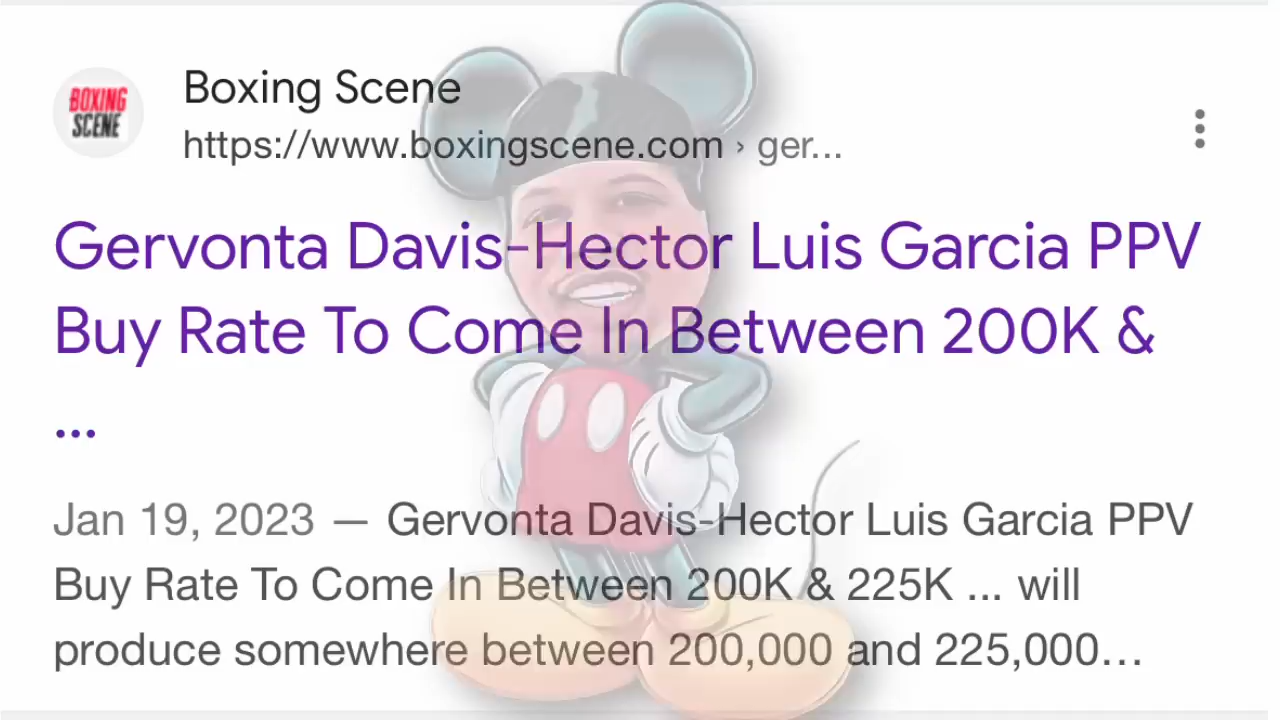 BOXING
SCENE
Boxing Scene
https://www.boxingscene.com › ger...
Gervonta Davis-Hector Luis Garcia PPV
Buy Rate To Come In Between 200K &
...
Jan 19, 2023 — Gervonta Davis-Hector Luis Garcia PPV
Buy Rate To Come In Between 200K & 225K ... will
produce somewhere between 200,000 and 225,000...